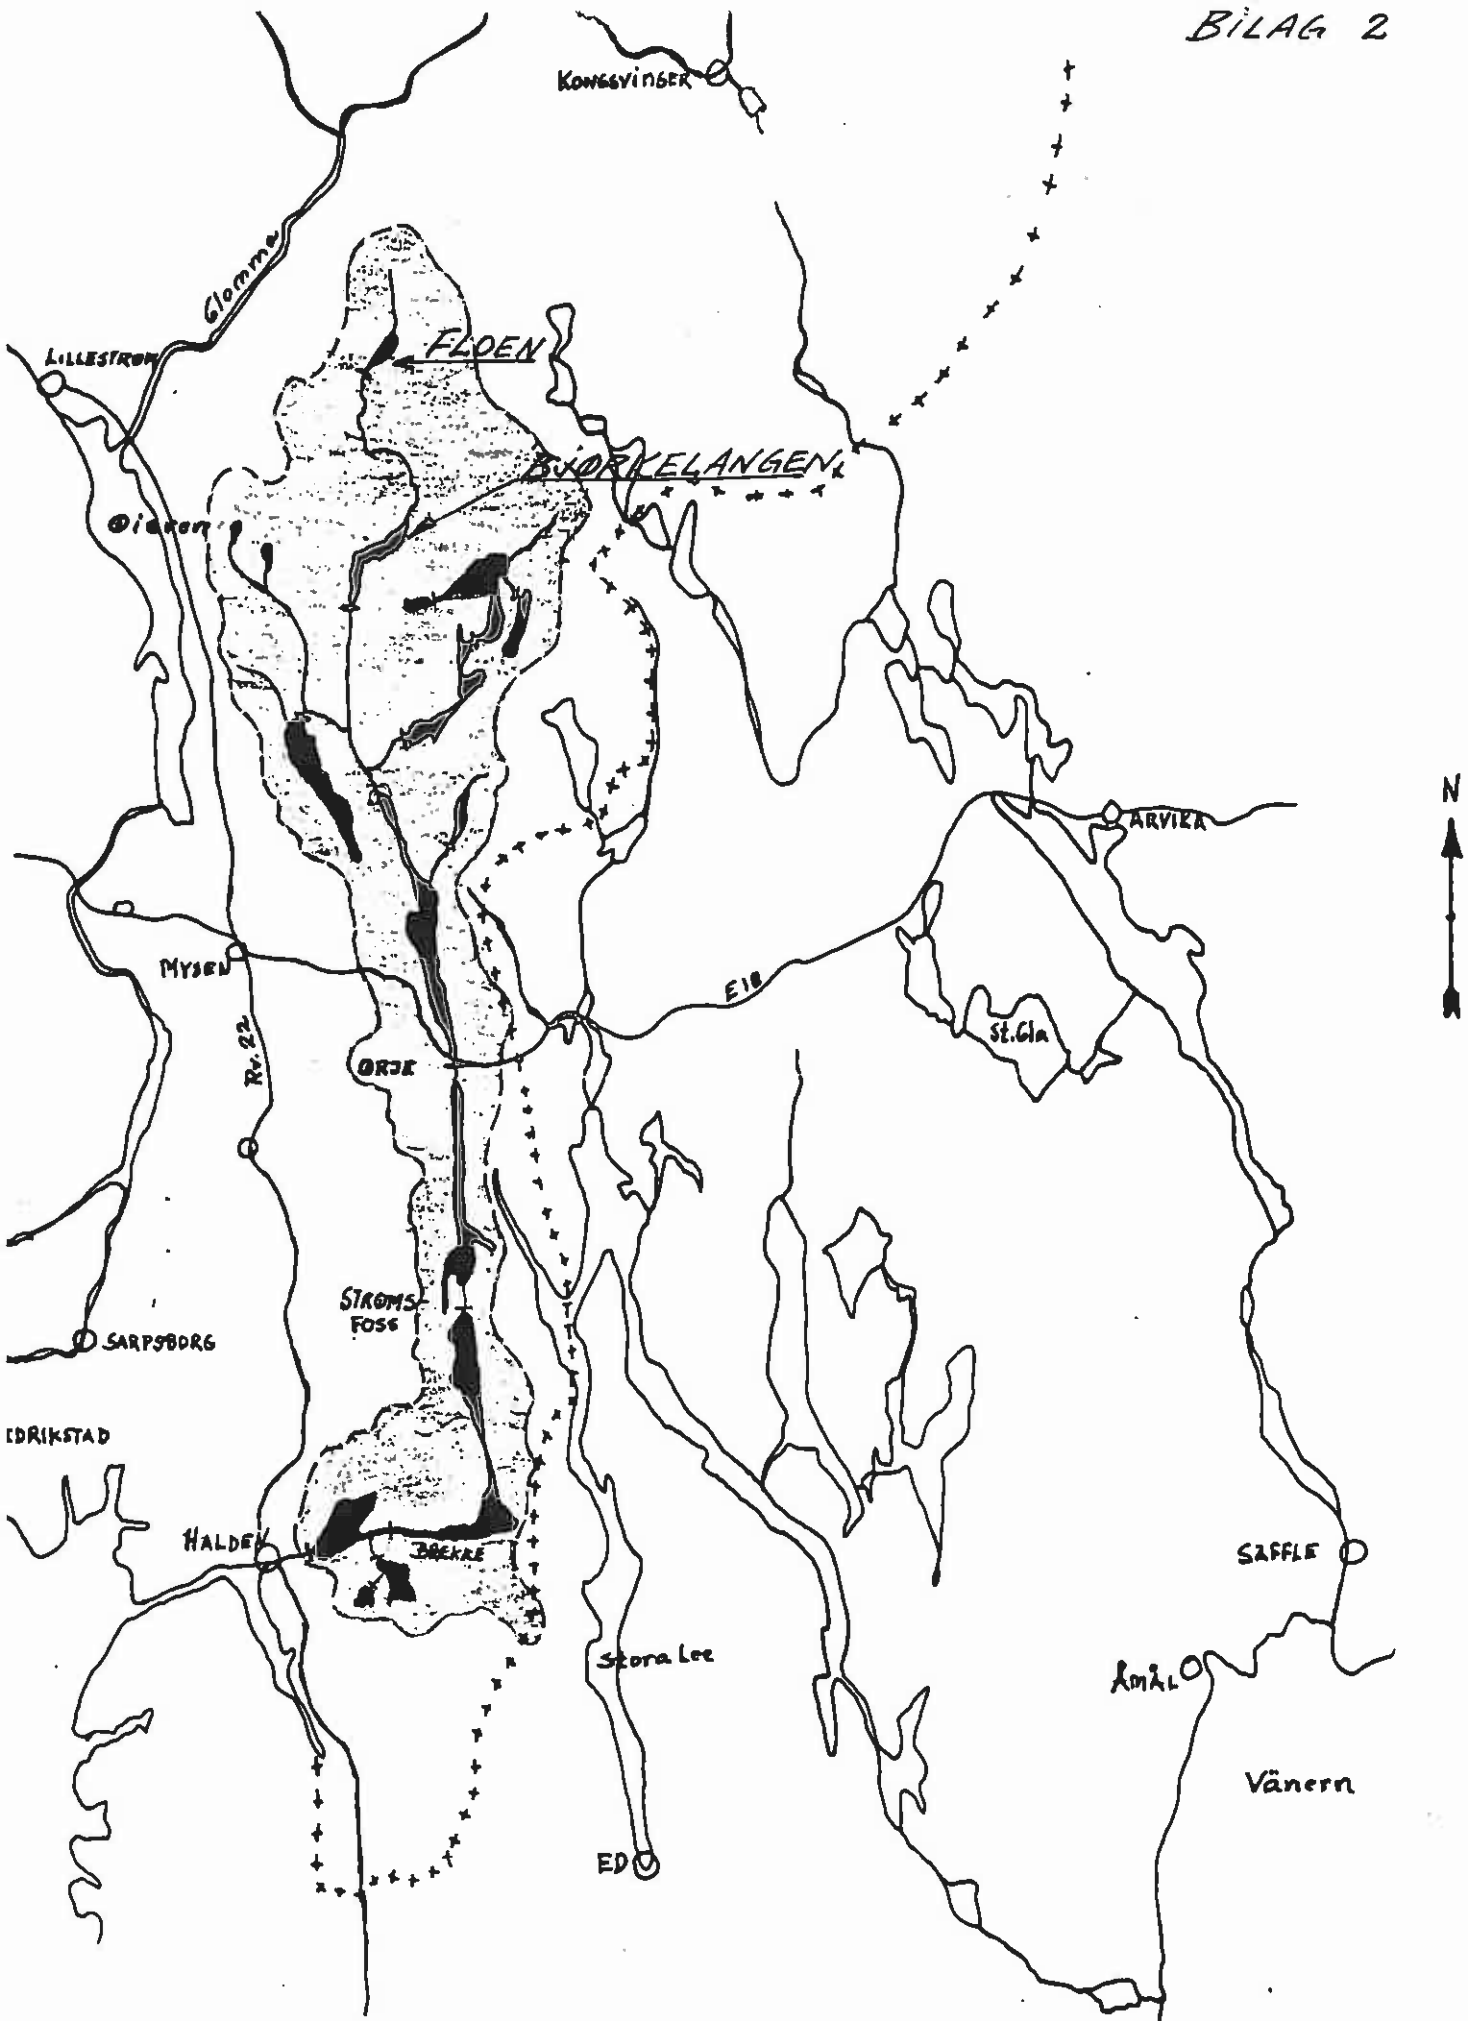 BILAG 2
KONGSVINGER
Glomma
LILLESTRØM
FLOEN
BJØRKELANGEN
Øieren
N
ARVIKA
MYSEN
E18
St. Gla
Rv. 22
ØRJE
STRØMS
FOSS
SARPSBORG
EDRIKSTAD
HALDEN
BREKKE
SÄFFLE
Stora Lee
ÅMÅL
Vänern
ED